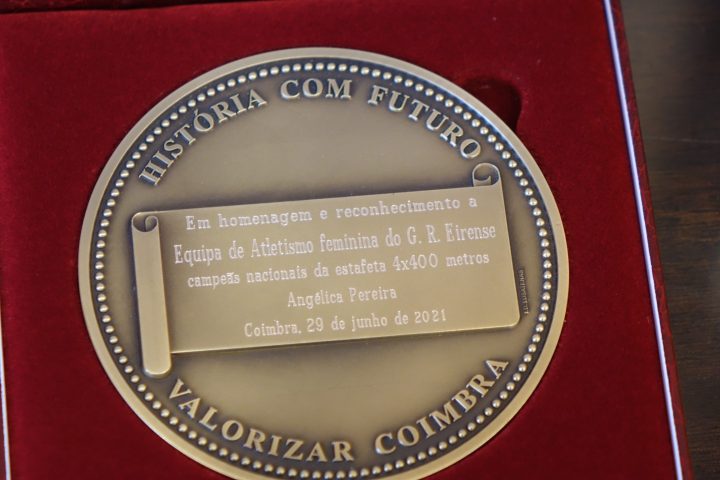 HISTÓRIA COM FUTURO
Em homenagem e reconhecimento a
Equipa de Atletismo feminina do G. R. Eirense
campeãs nacionais da estafeta 4x400 metros
Angélica Pereira
Coimbra, 29 de junho de 2021
VALORIZAR COIMBRA